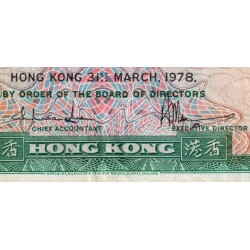 HONG KONG 31ST MARCH, 1978.
BY ORDER OF THE BOARD OF DIRECTORS
CHIEF ACCOUNTANT EXECUTIVE DIRECTOR
香 HONG KONG 港